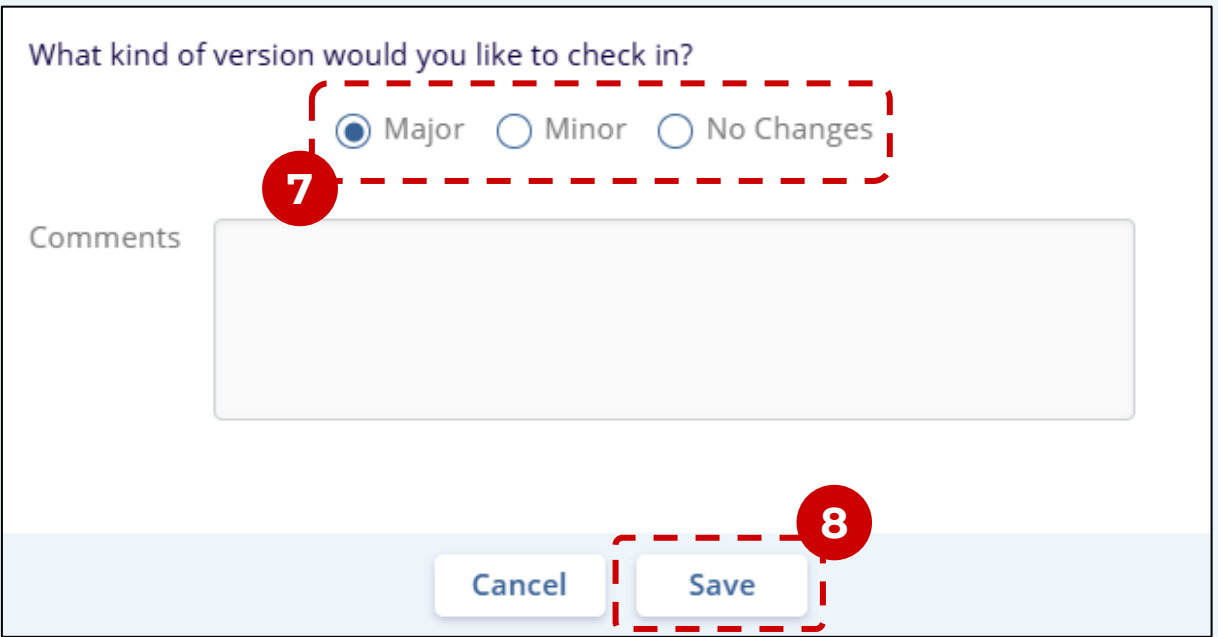 What kind of version would you like to check in?
Major Minor No Changes
7
Comments
8
Cancel Save